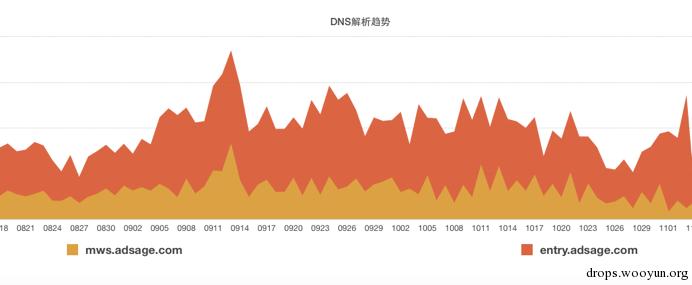 DNS解析趋势
18 0821 0824 0827 0830 0902 0905 0908 0911 0914 0917 0920 0923 0926 0929 1002 1005 1008 1011 1014 1017 1020 1023 1026 1029 1101 11
mws.adsage.com entry.adsage.com
drops.wooyun.org